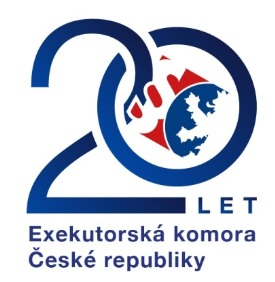 20
LET
Exekutorská komora
České republiky